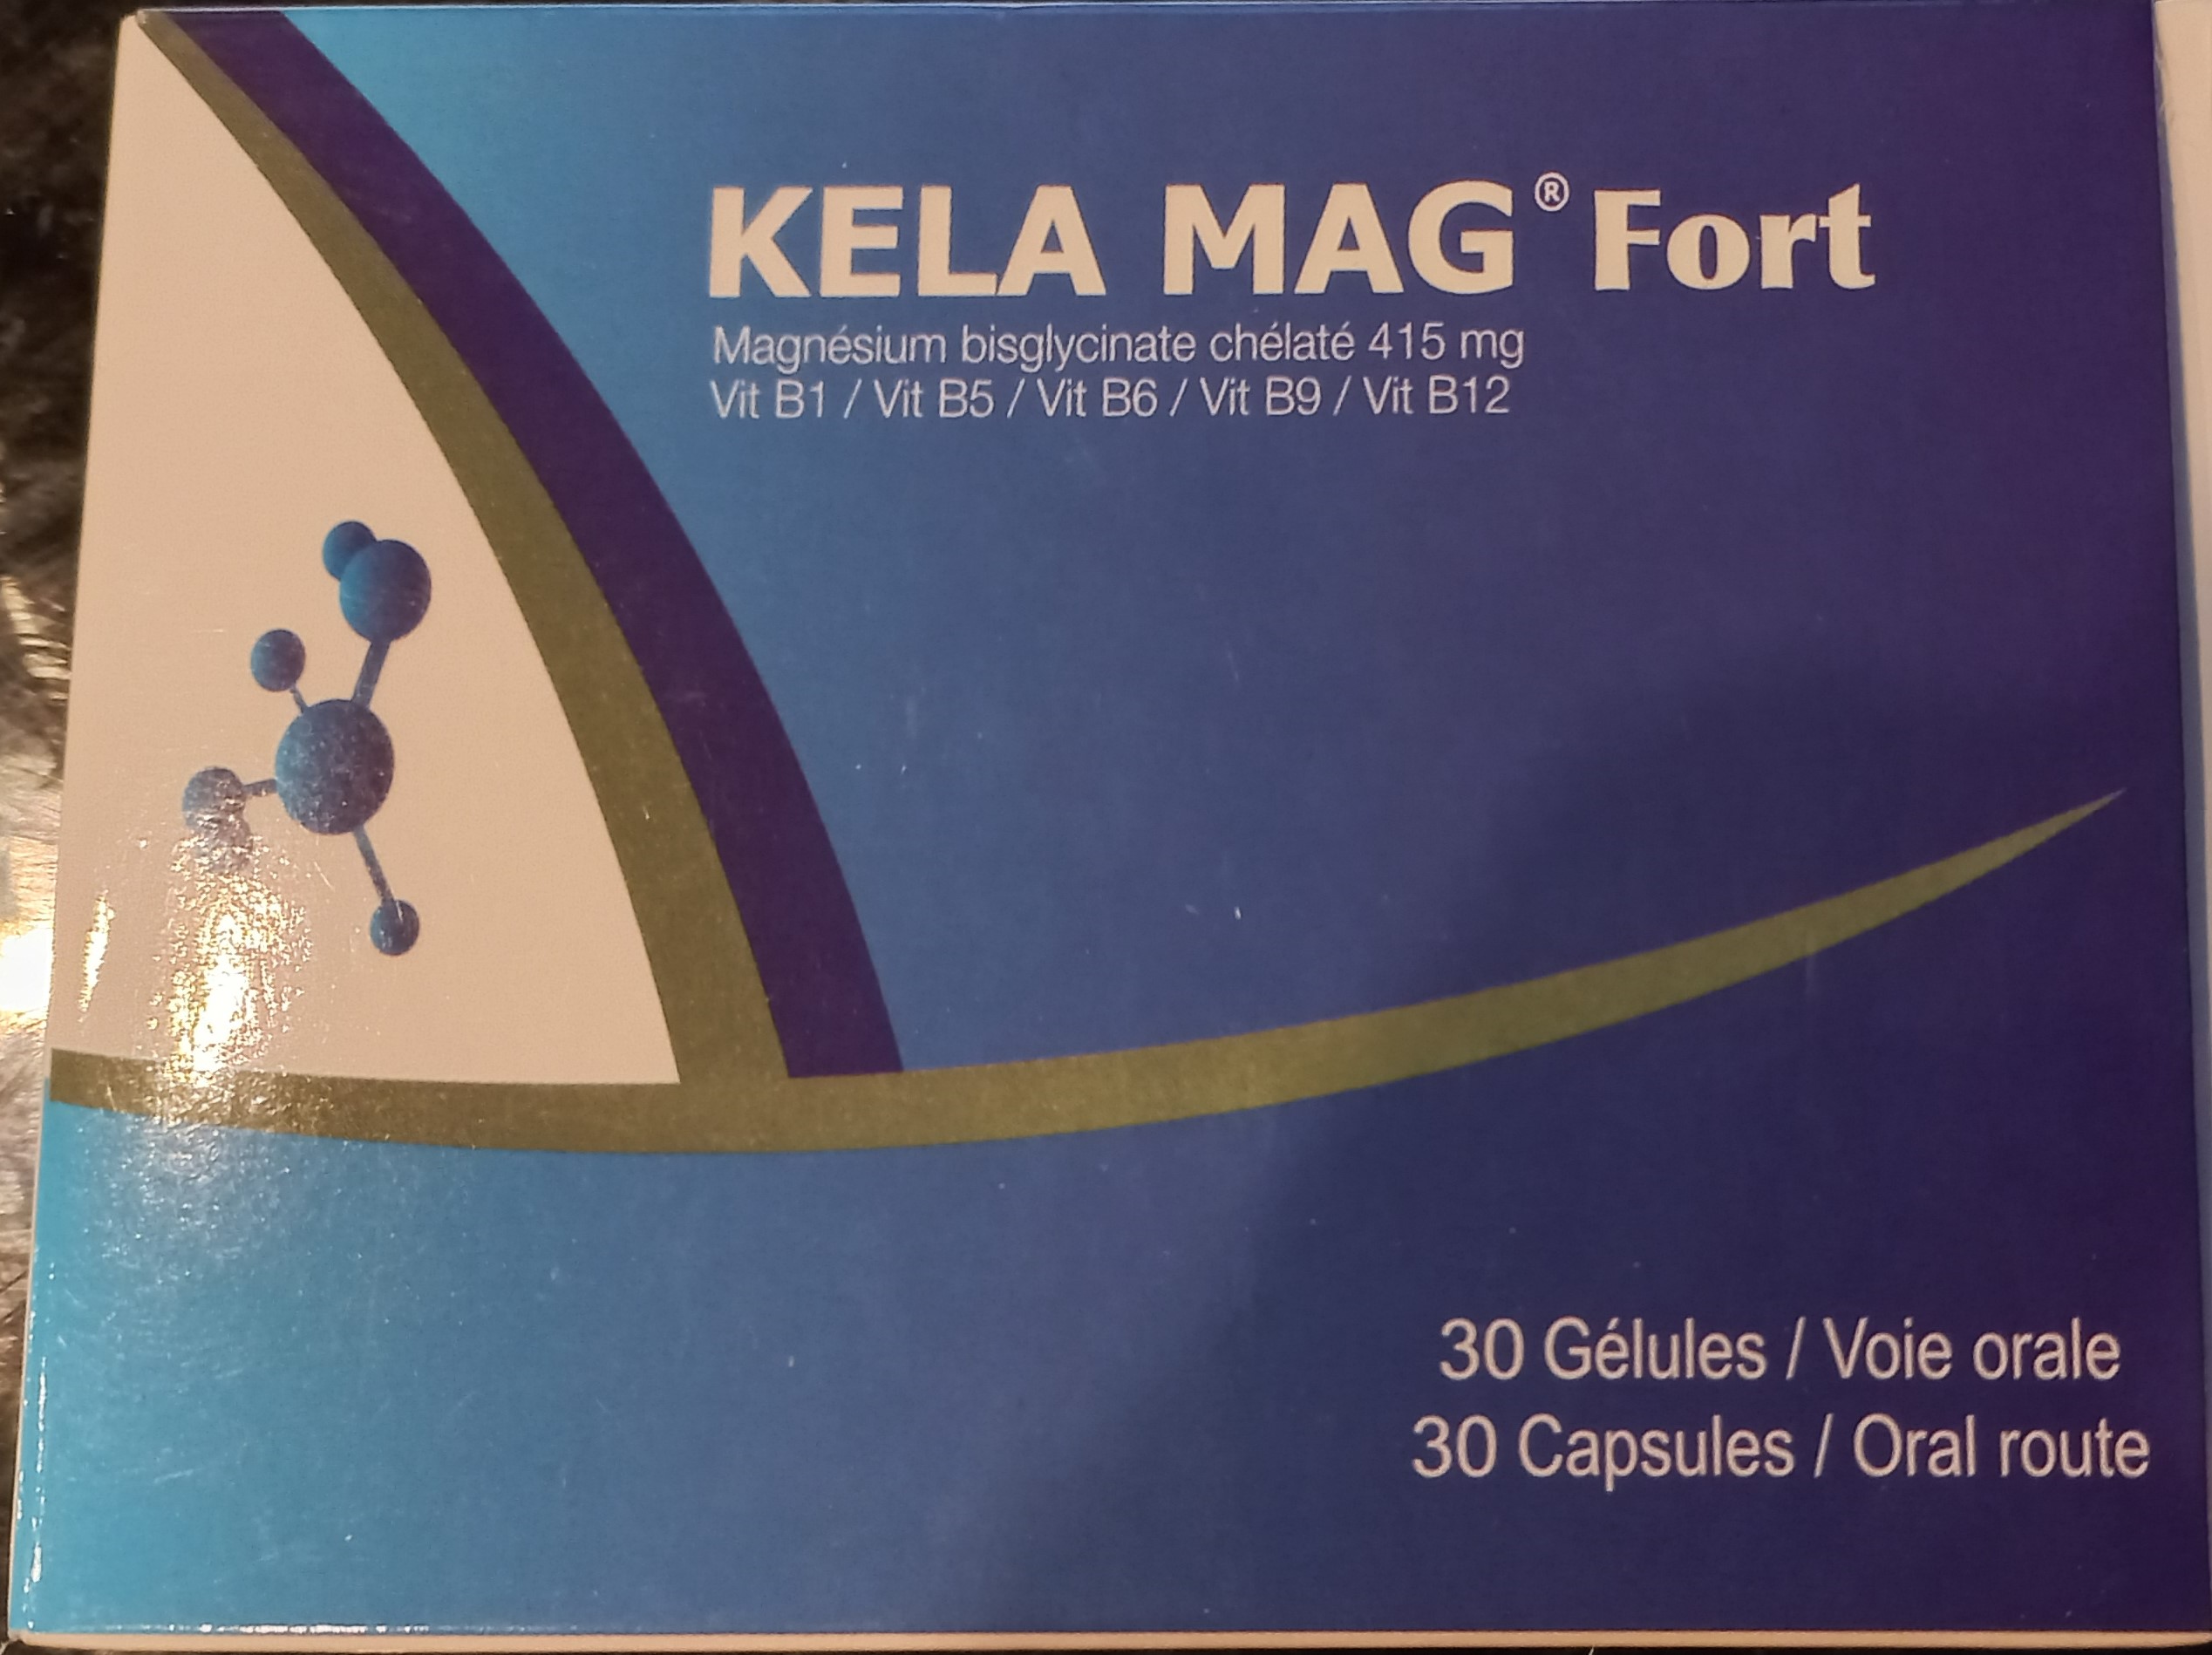 KELA MAG® Fort
Magnésium bisglycinate chélaté 415 mg
Vit B1 / Vit B5 / Vit B6 / Vit B9 / Vit B12
30 Gélules / Voie orale
30 Capsules / Oral route